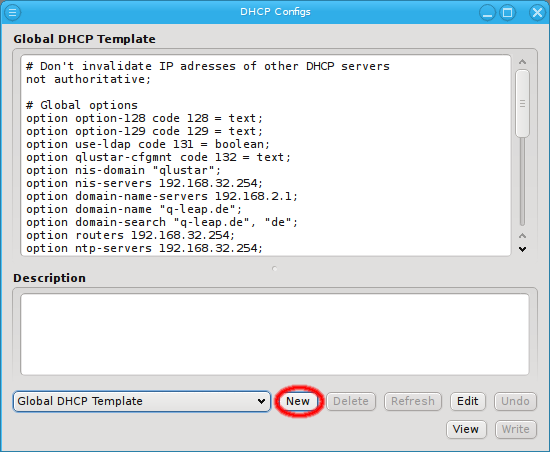 DHCP Configs
Global DHCP Template
# Don't invalidate IP adresses of other DHCP servers
not authoritative;
# Global options
option option-128 code 128 = text;
option option-129 code 129 = text;
option use-ldap code 131 = boolean;
option qlustar-cfgmnt code 132 = text;
option nis-domain "qlustar";
option nis-servers 192.168.32.254;
option domain-name-servers 192.168.2.1;
option domain-name "q-leap.de";
option domain-search "q-leap.de", "de";
option routers 192.168.32.254;
option ntp-servers 192.168.32.254;
Description
Global DHCP Template New Delete Refresh Edit Undo
View Write